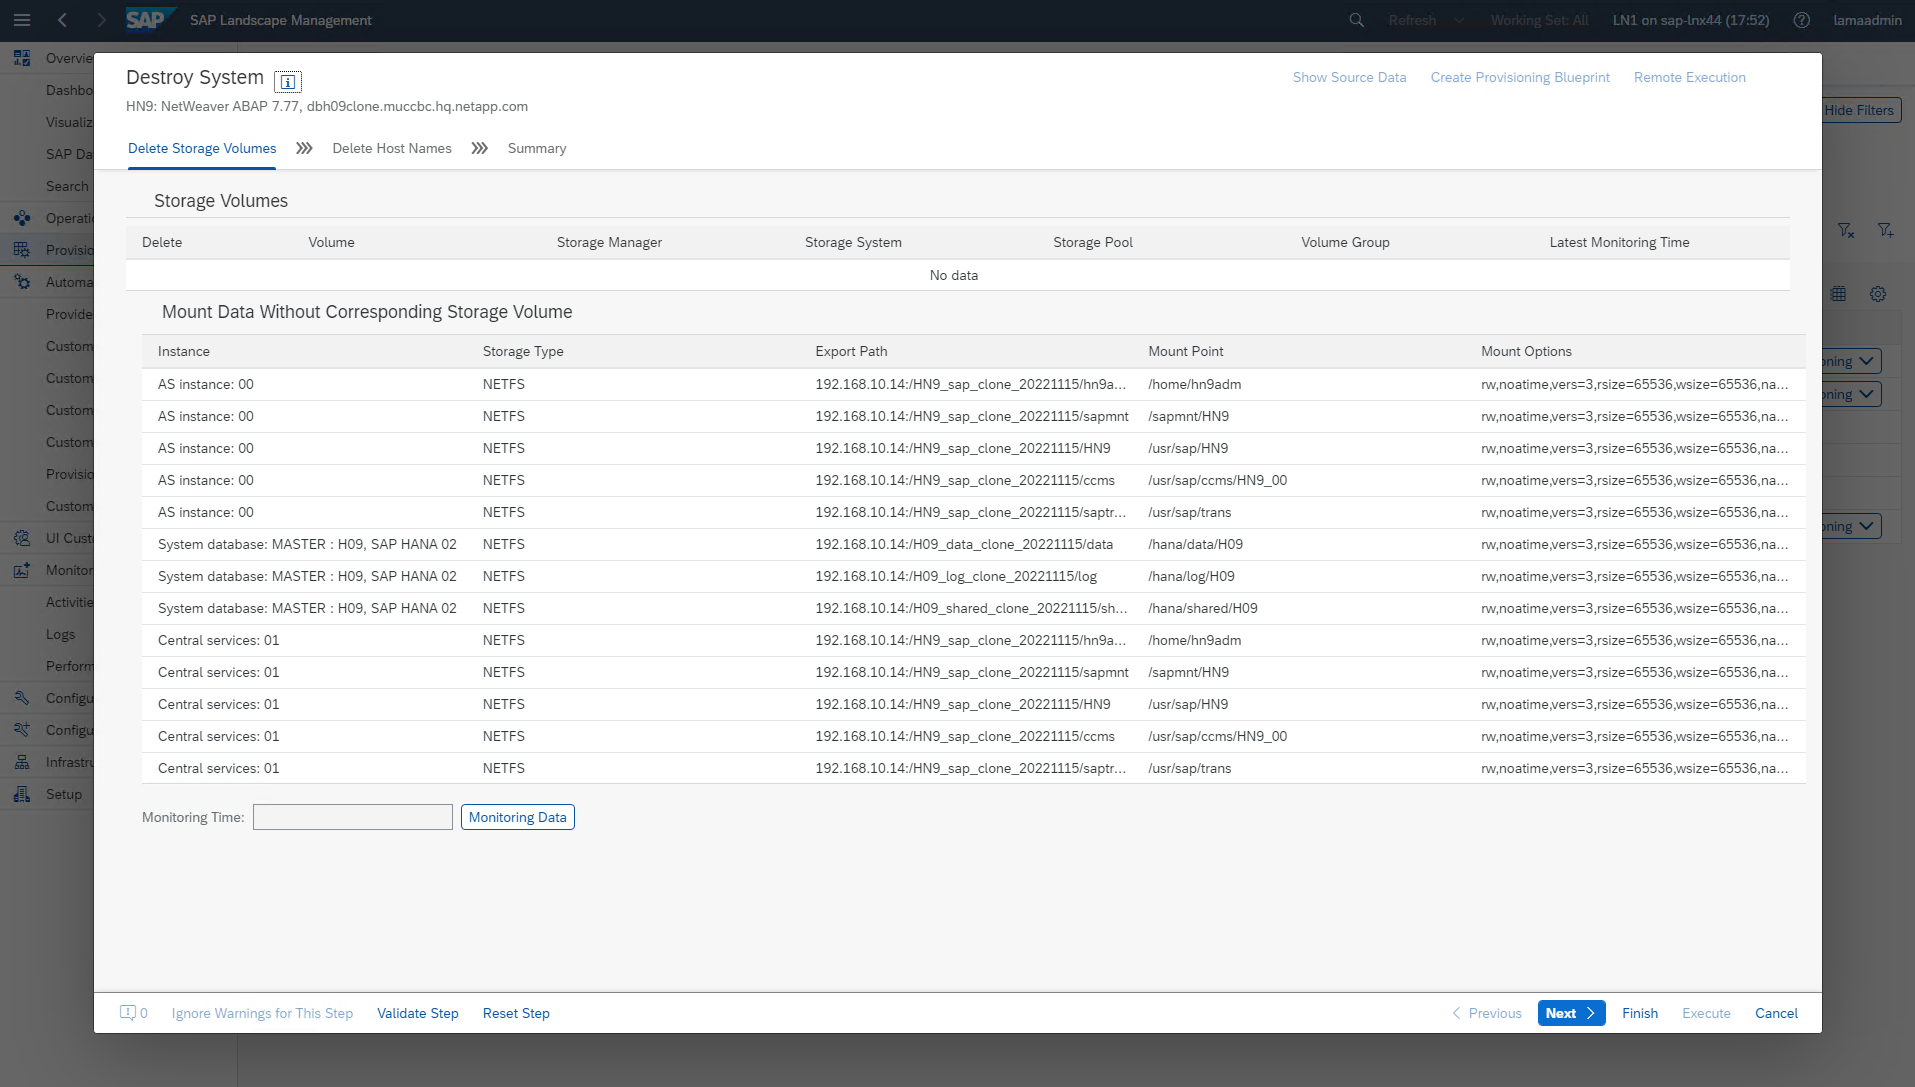 SAP SAP Landscape Management Refresh Working Set: All LN1 on sap-lnx44 (17:52) lamaadmin
Destroy System
HN9: NetWeaver ABAP 7.77, dbh09clone.muccbc.hq.netapp.com
Show Source Data Create Provisioning Blueprint Remote Execution
Delete Storage Volumes Delete Host Names Summary
Storage Volumes
Delete Volume Storage Manager Storage System Storage Pool Volume Group Latest Monitoring Time
No data
Mount Data Without Corresponding Storage Volume
Instance Storage Type Export Path Mount Point Mount Options
AS instance: 00 NETFS 192.168.10.14:/HN9_sap_clone_20221115/hn9a... /home/hn9adm rw,noatime,vers=3,rsize=65536,wsize=65536,na...
AS instance: 00 NETFS 192.168.10.14:/HN9_sap_clone_20221115/sapmnt /sapmnt/HN9 rw,noatime,vers=3,rsize=65536,wsize=65536,na...
AS instance: 00 NETFS 192.168.10.14:/HN9_sap_clone_20221115/HN9 /usr/sap/HN9 rw,noatime,vers=3,rsize=65536,wsize=65536,na...
AS instance: 00 NETFS 192.168.10.14:/HN9_sap_clone_20221115/ccms /usr/sap/ccms/HN9_00 rw,noatime,vers=3,rsize=65536,wsize=65536,na...
AS instance: 00 NETFS 192.168.10.14:/HN9_sap_clone_20221115/saptr... /usr/sap/trans rw,noatime,vers=3,rsize=65536,wsize=65536,na...
System database: MASTER : H09, SAP HANA 02 NETFS 192.168.10.14:/H09_data_clone_20221115/data /hana/data/H09 rw,noatime,vers=3,rsize=65536,wsize=65536,na...
System database: MASTER : H09, SAP HANA 02 NETFS 192.168.10.14:/H09_log_clone_20221115/log /hana/log/H09 rw,noatime,vers=3,rsize=65536,wsize=65536,na...
System database: MASTER : H09, SAP HANA 02 NETFS 192.168.10.14:/H09_shared_clone_20221115/sh... /hana/shared/H09 rw,noatime,vers=3,rsize=65536,wsize=65536,na...
Central services: 01 NETFS 192.168.10.14:/HN9_sap_clone_20221115/hn9a... /home/hn9adm rw,noatime,vers=3,rsize=65536,wsize=65536,na...
Central services: 01 NETFS 192.168.10.14:/HN9_sap_clone_20221115/sapmnt /sapmnt/HN9 rw,noatime,vers=3,rsize=65536,wsize=65536,na...
Central services: 01 NETFS 192.168.10.14:/HN9_sap_clone_20221115/HN9 /usr/sap/HN9 rw,noatime,vers=3,rsize=65536,wsize=65536,na...
Central services: 01 NETFS 192.168.10.14:/HN9_sap_clone_20221115/ccms /usr/sap/ccms/HN9_00 rw,noatime,vers=3,rsize=65536,wsize=65536,na...
Central services: 01 NETFS 192.168.10.14:/HN9_sap_clone_20221115/saptr... /usr/sap/trans rw,noatime,vers=3,rsize=65536,wsize=65536,na...
Monitoring Time: Monitoring Data
0 Ignore Warnings for This Step Validate Step Reset Step Previous Next Finish Execute Cancel
Overvie
Dashbo
Visualiz
SAP Da
Search
Operati
Provisio
Automa
Provide
Custom
Custom
Custom
Custom
Provisio
Custom
UI Cust
Monitor
Activitie
Logs
Perform
Configu
Configu
Infrastru
Setup
Hide Filters
oning
oning
oning